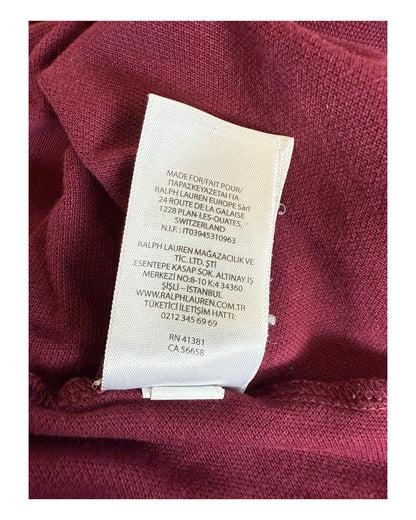 MADE FOR/FAIT POUR/
ΠΑΡΑΣΚΕΥΑΖΕΤΑΙ ΓΙΑ
RALPH LAUREN EUROPE Sàrl
24 ROUTE DE LA GALAISE
1228 PLAN-LES-OUATES,
SWITZERLAND
N.I.F.: IT03945310963
RALPH LAUREN MAĞAZACILIK VE
TİC. LTD. ŞTİ
ESENTEPE KASAP SOK. ALTINAY İŞ
MERKEZİ NO:8-10 K:4 34360
ŞİŞLİ – İSTANBUL
WWW.RALPHLAUREN.COM.TR
TÜKETİCİ İLETİŞİM HATTI:
0212 345 69 69
RN 41381
CA 56658